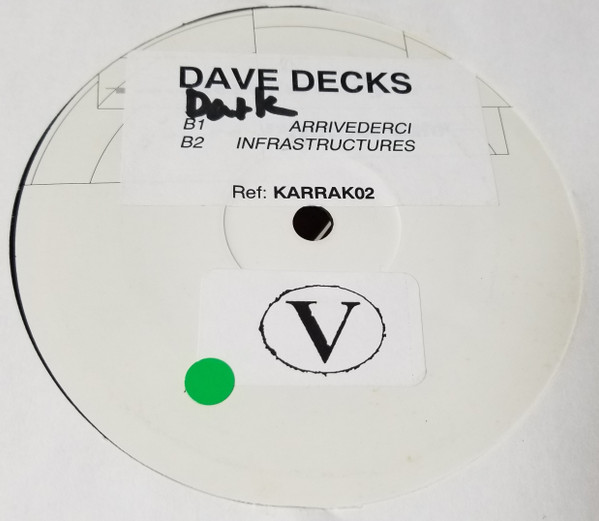 DAVE DECKS
Dark
B1 ARRIVEDERCI
B2 INFRASTRUCTURES
Ref: KARRAK02
V